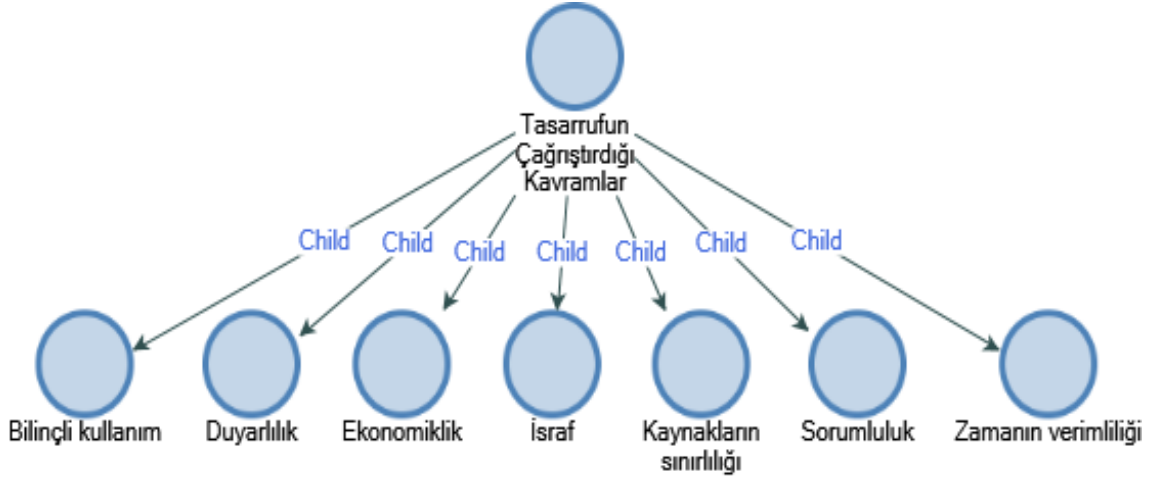 Tasarrufun
Çağrıştırdığı
Kavramlar
Child Child Child Child Child Child Child
Bilinçli kullanım Duyarlılık Ekonomiklik İsraf Kaynakların Sorumluluk Zamanın verimliliği
sınırlılığı